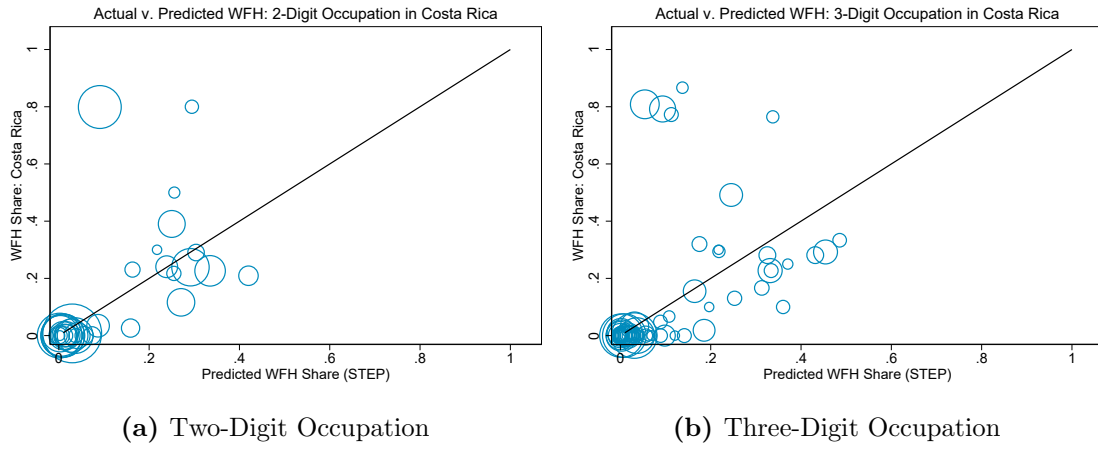 Actual v. Predicted WFH: 2-Digit Occupation in Costa Rica
WFH Share: Costa Rica
1
.8
.6
.4
.2
0
0 .2 .4 .6 .8 1
Predicted WFH Share (STEP)
(a) Two-Digit Occupation
Actual v. Predicted WFH: 3-Digit Occupation in Costa Rica
WFH Share: Costa Rica
1
.8
.6
.4
.2
0
0 .2 .4 .6 .8 1
Predicted WFH Share (STEP)
(b) Three-Digit Occupation